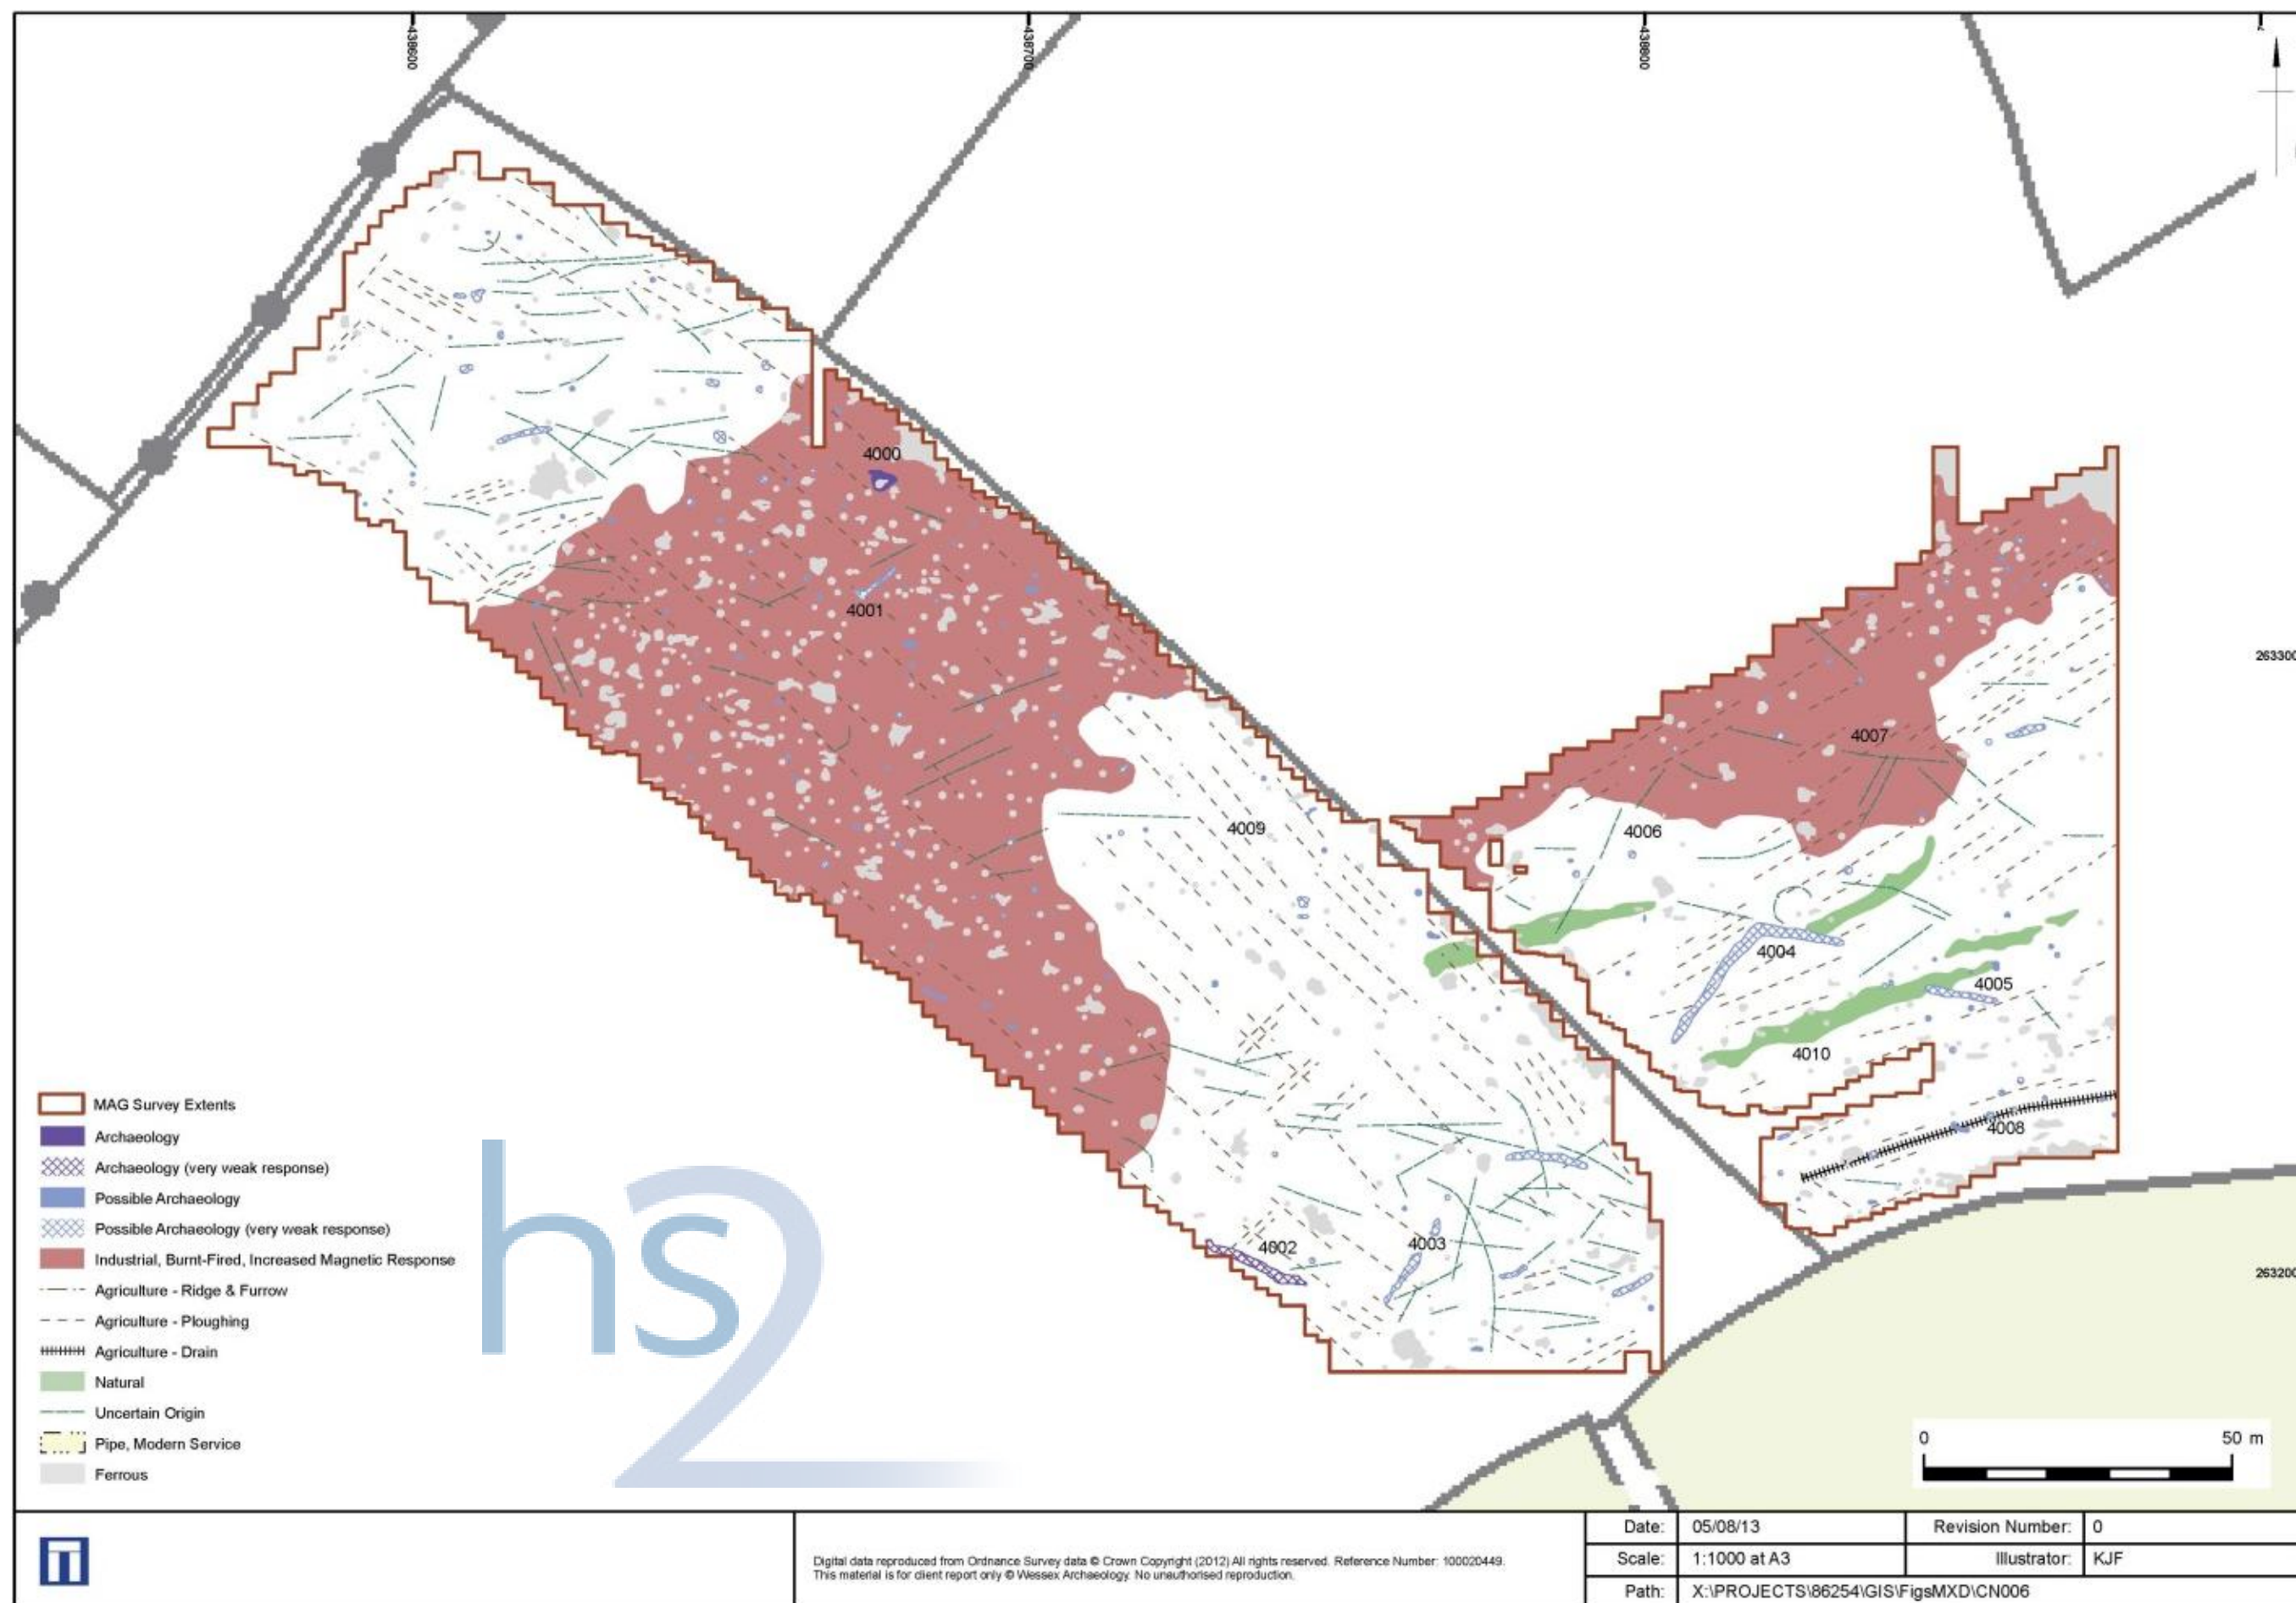 438600
438700
438800
4000
4001
263300
4007
4009
4006
4004
4005
4010
4008
4002
4003
263200
MAG Survey Extents
Archaeology
Archaeology (very weak response)
Possible Archaeology
Possible Archaeology (very weak response)
Industrial, Burnt-Fired, Increased Magnetic Response
Agriculture - Ridge & Furrow
Agriculture - Ploughing
Agriculture - Drain
Natural
Uncertain Origin
Pipe, Modern Service
Ferrous
hs2
0 50 m
Digital data reproduced from Ordnance Survey data © Crown Copyright (2012) All rights reserved. Reference Number: 100020449.
This material is for client report only © Wessex Archaeology. No unauthorised reproduction.
Date: 05/08/13 Revision Number: 0
Scale: 1:1000 at A3 Illustrator: KJF
Path: X:\PROJECTS\86254\GIS\FigsMXD\CN006